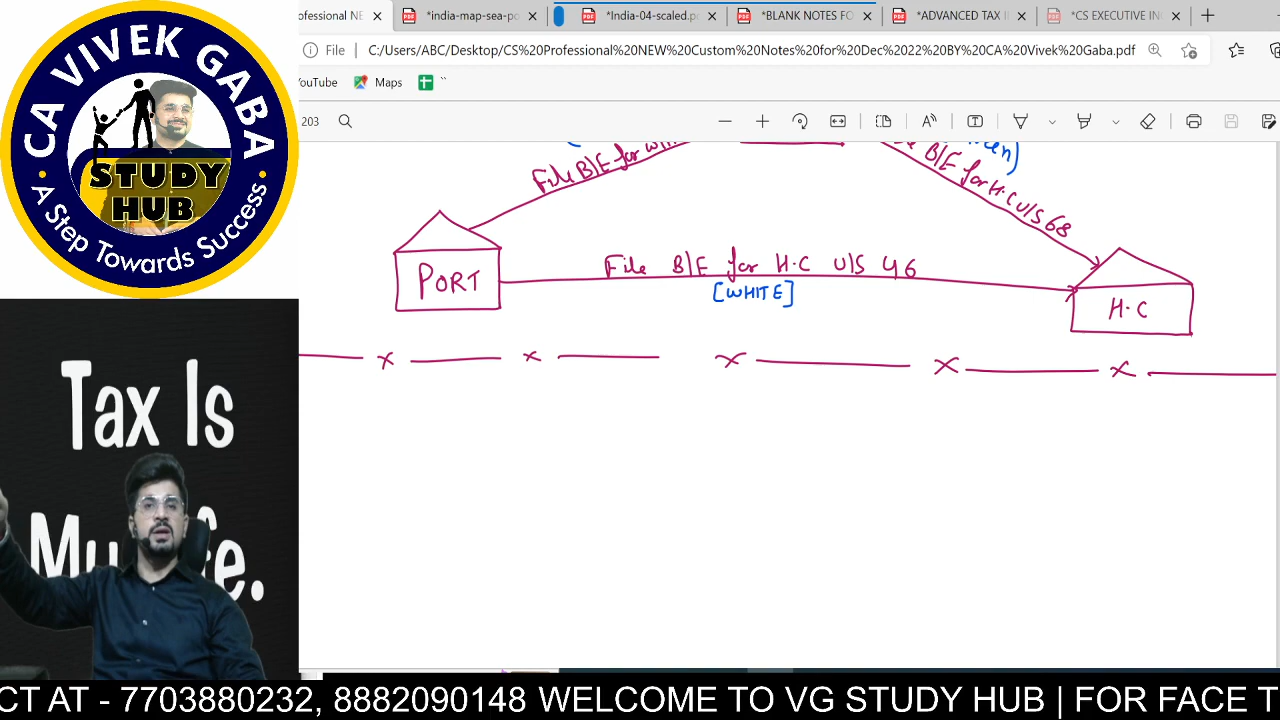 CA VIVEK GABA
STUDY
HUB
A Step Towards Success
Tax Is
My
fe.
ofessional NE
*india-map-sea-po
*India-04-scaled.p
*BLANK NOTES FO
*ADVANCED TAX
*CS EXECUTIVE IN
File
C:/Users/ABC/Desktop/CS%20Professional%20NEW%20Custom%20Notes%20for%20Dec%2022%20BY%20CA%20Vivek%20Gaba.pdf
YouTube
Maps
``
203
File B/E for
B/E for H.C U/S 68
PORT
File B/E for H.C U/S 46
[WHITE]
H.C
CT AT - 7703880232, 8882090148 WELCOME TO VG STUDY HUB | FOR FACE T